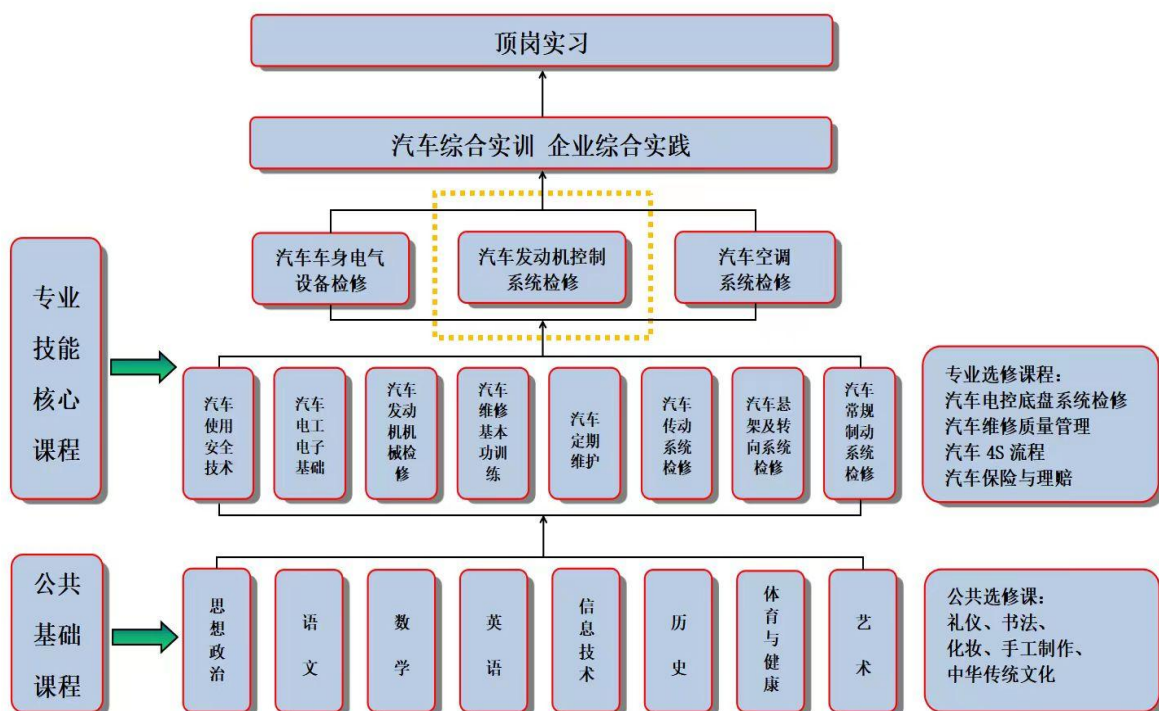 顶岗实习
汽车综合实训 企业综合实践
汽车车身电气
设备检修
汽车发动机控制
系统检修
汽车空调
系统检修
专业
技能
核心
课程
汽车
使用
安全
技术
汽车
电工
电子
基础
汽车
发动
机机
械检
修
汽车
维修
基本
功训
练
汽车
定期
维护
汽车
传动
系统
检修
汽车悬
架及转
向系统
检修
汽车
常规
制动
系统
检修
专业选修课程：
汽车电控底盘系统检修
汽车维修质量管理
汽车 4S 流程
汽车保险与理赔
公共
基础
课程
思
想
政
治
语
文
数
学
英
语
信
息
技
术
历
史
体
育
与
健
康
艺
术
公共选修课：
礼仪、书法、
化妆、手工制作、
中华传统文化